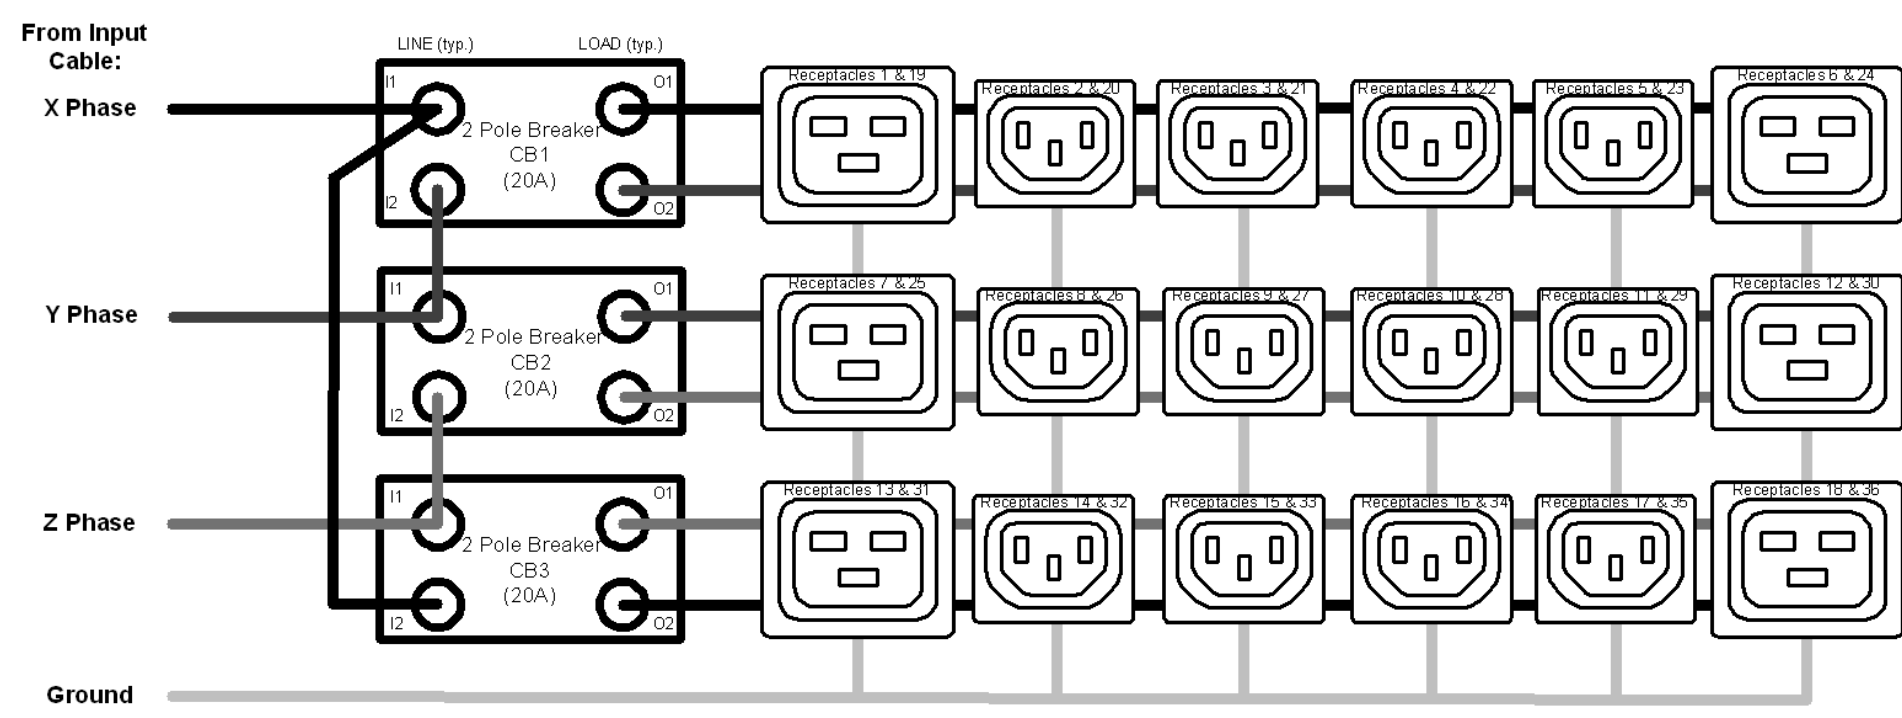 From Input
Cable:
LINE (typ.)
LOAD (typ.)
X Phase
I1
O1
2 Pole Breaker
CB1
(20A)
I2
O2
Receptacles 1 & 19
Receptacles 2 & 20
Receptacles 3 & 21
Receptacles 4 & 22
Receptacles 5 & 23
Receptacles 6 & 24
Y Phase
I1
O1
2 Pole Breaker
CB2
(20A)
I2
O2
Receptacles 7 & 25
Receptacles 8 & 26
Receptacles 9 & 27
Receptacles 10 & 28
Receptacles 11 & 29
Receptacles 12 & 30
Z Phase
I1
O1
2 Pole Breaker
CB3
(20A)
I2
O2
Receptacles 13 & 31
Receptacles 14 & 32
Receptacles 15 & 33
Receptacles 16 & 34
Receptacles 17 & 35
Receptacles 18 & 36
Ground